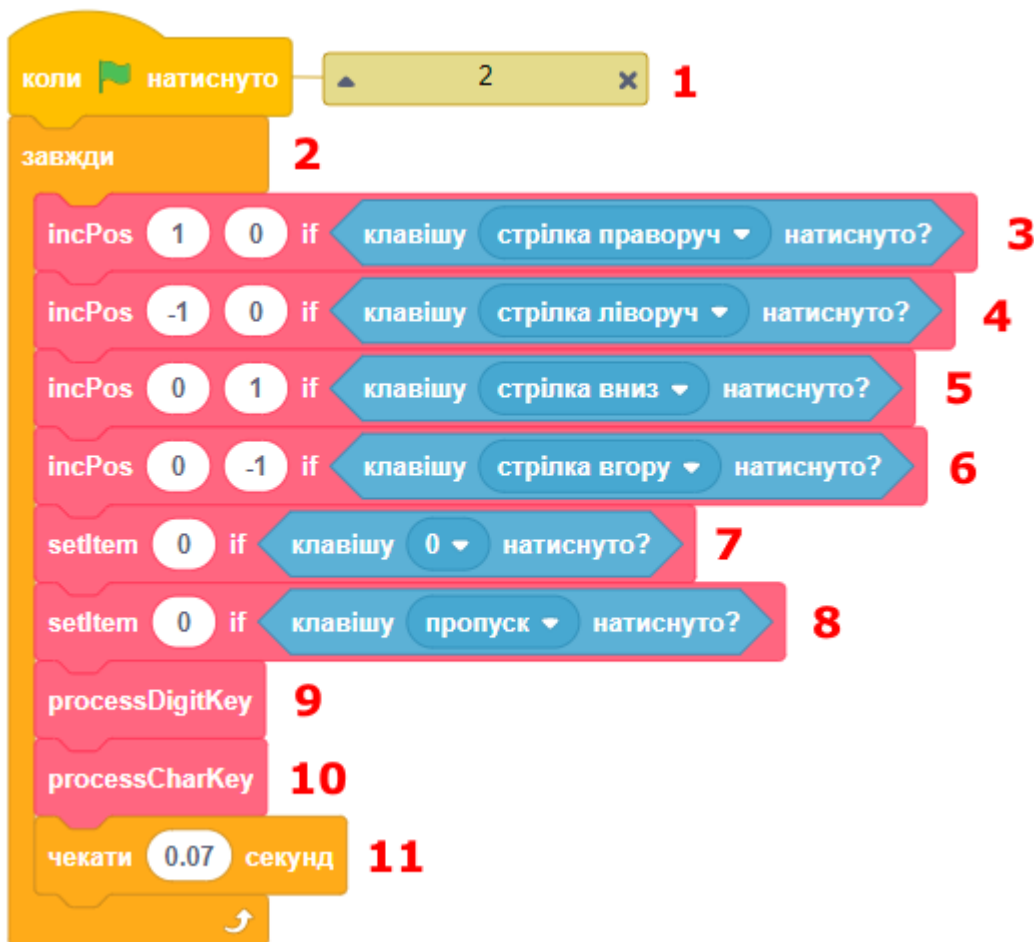 коли натиснуто 2 1
завжди 2
incPos 1 0 if клавішу стрілка праворуч натиснуто? 3
incPos -1 0 if клавішу стрілка ліворуч натиснуто? 4
incPos 0 1 if клавішу стрілка вниз натиснуто? 5
incPos 0 -1 if клавішу стрілка вгору натиснуто? 6
setItem 0 if клавішу 0 натиснуто? 7
setItem 0 if клавішу пропуск натиснуто? 8
processDigitKey 9
processCharKey 10
чекати 0.07 секунд 11